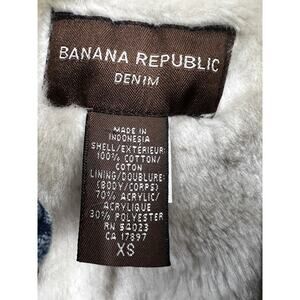 BANANA REPUBLIC
DENIM
MADE IN
INDONESIA
SHELL/EXTÉRIEUR:
100% COTTON/
COTON
LINING/DOUBLURE:
(BODY/CORPS)
70% ACRYLIC/
ACRYLIQUE
30% POLYESTER
RN 54023
CA 17897
XS